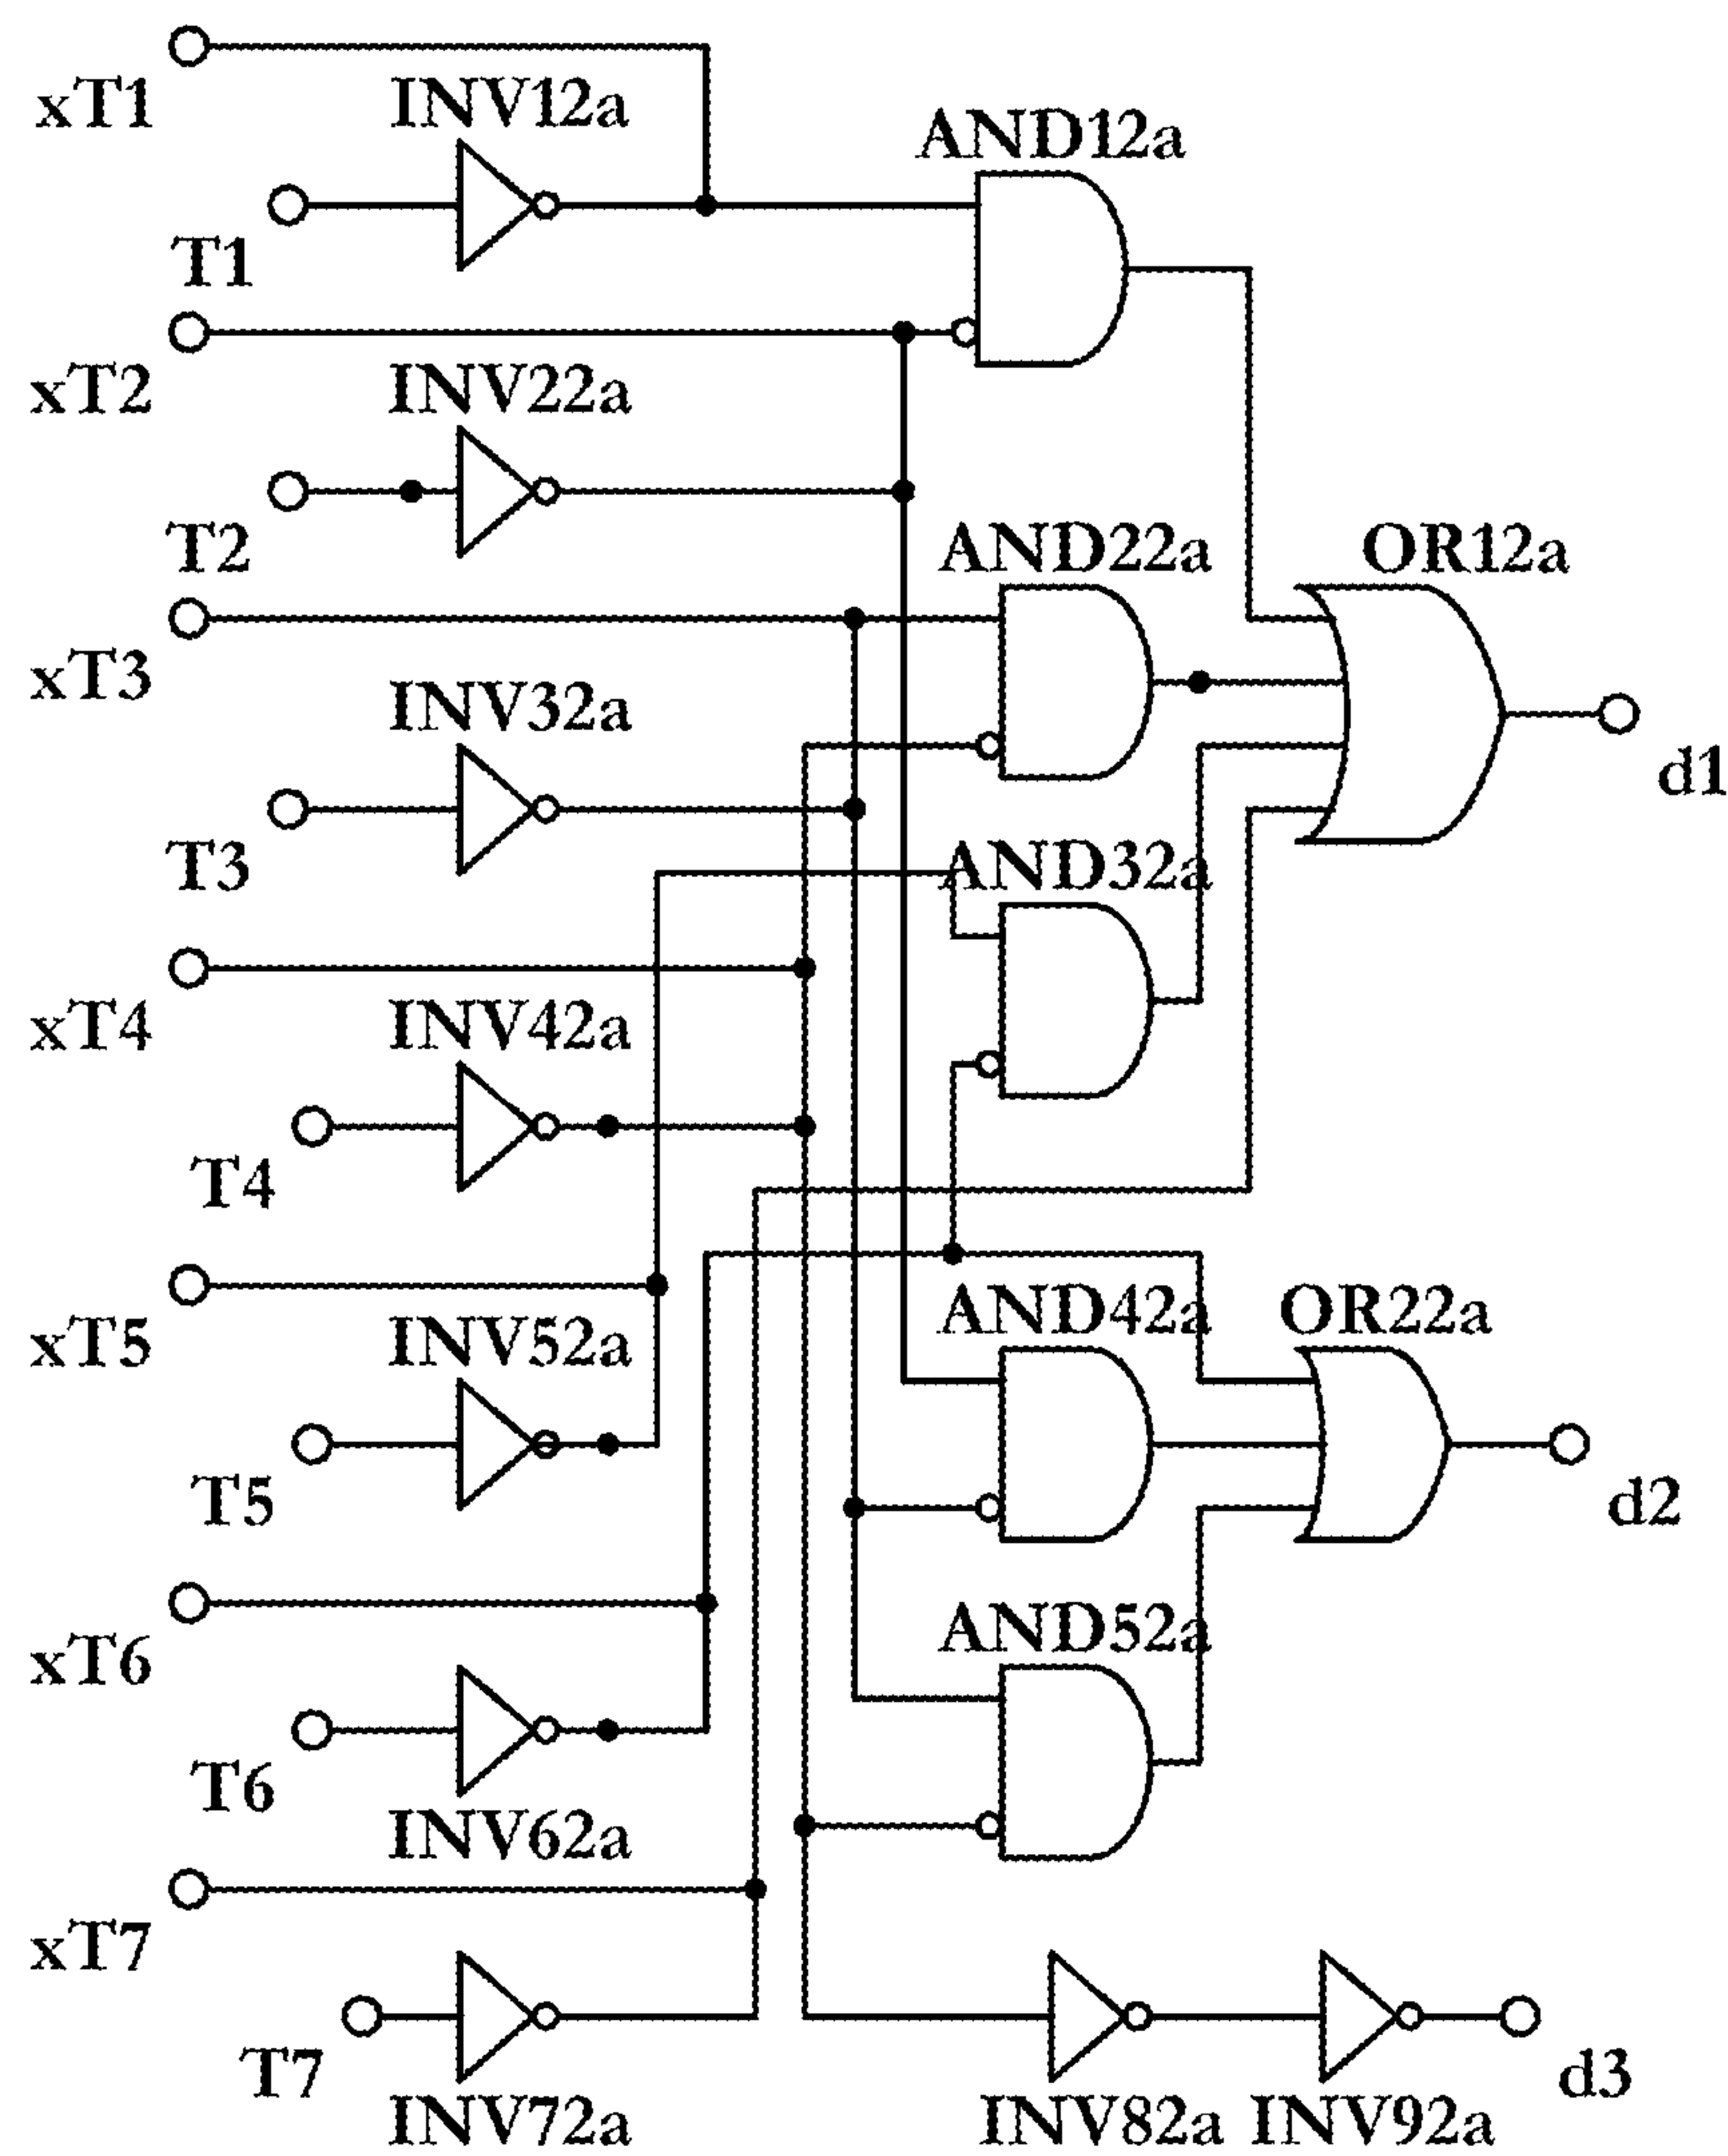 xT1
INV12a
AND12a
T1
xT2
INV22a
T2
AND22a
OR12a
xT3
INV32a
d1
T3
AND32a
xT4
INV42a
T4
xT5
INV52a
AND42a
OR22a
T5
d2
xT6
AND52a
T6
INV62a
xT7
T7
INV72a
INV82a
INV92a
d3